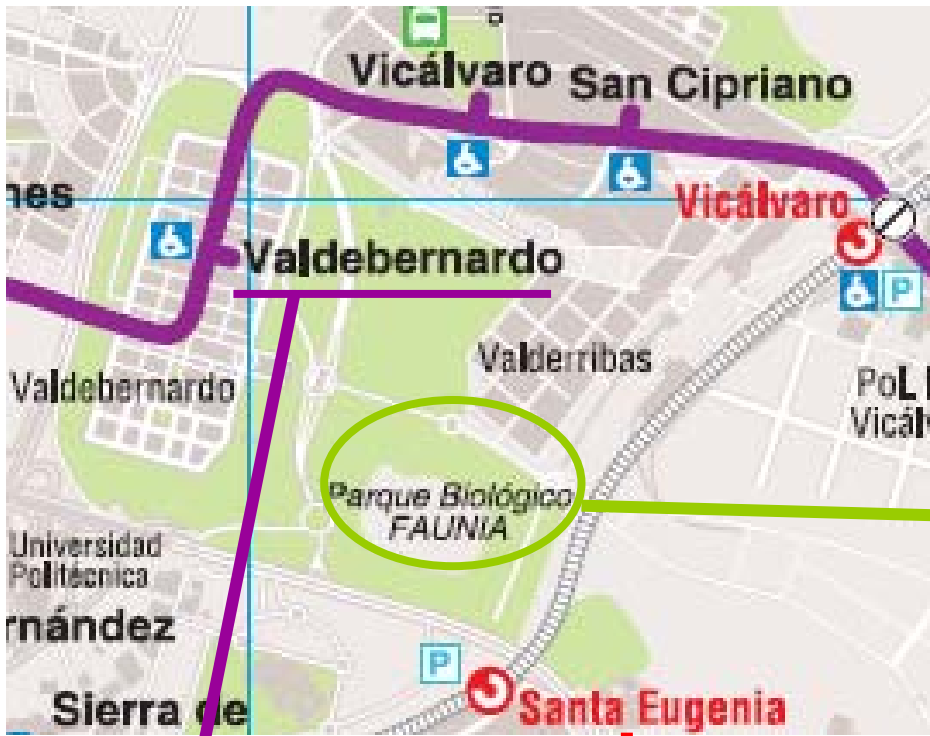 Vicálvaro
San Cipriano
nes
Vicálvaro
Valdebernardo
P
Valderribas
Valdebernardo
PoL
Vicálv
Parque Biológico
FAUNIA
Universidad
Politécnica
rnández
P
Sierra de
Santa Eugenia